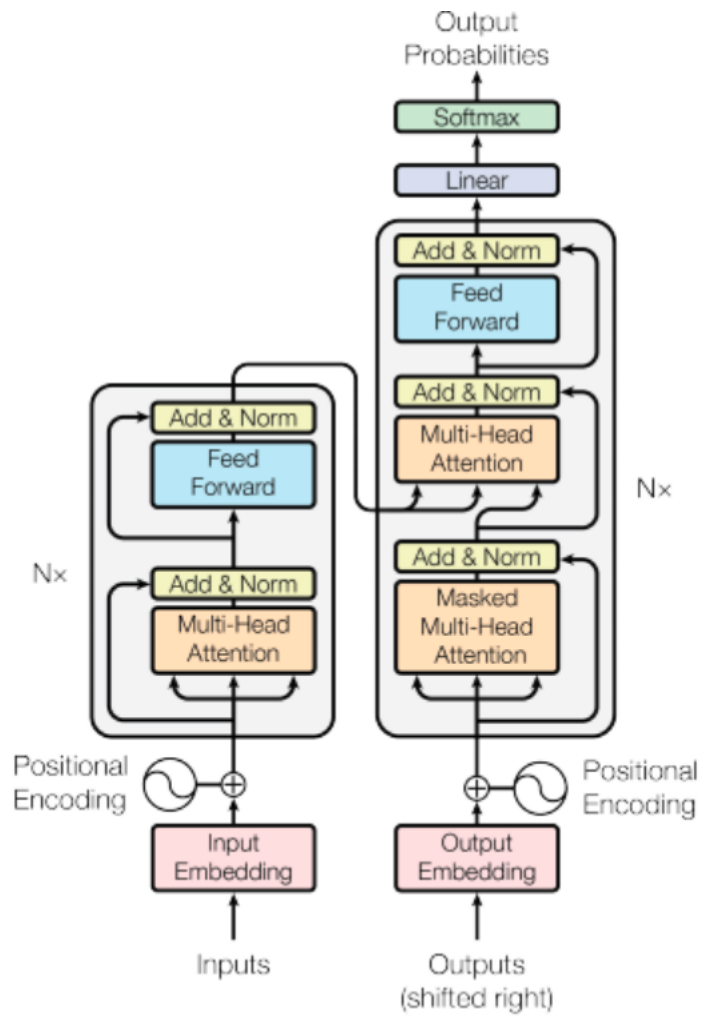 Output
Probabilities
Softmax
Linear
Add & Norm
Feed
Forward
Add & Norm
Multi-Head
Attention
Add & Norm
Masked
Multi-Head
Attention
Nx
Add & Norm
Feed
Forward
Add & Norm
Multi-Head
Attention
Nx
Positional
Encoding
Positional
Encoding
Input
Embedding
Output
Embedding
Inputs
Outputs
(shifted right)